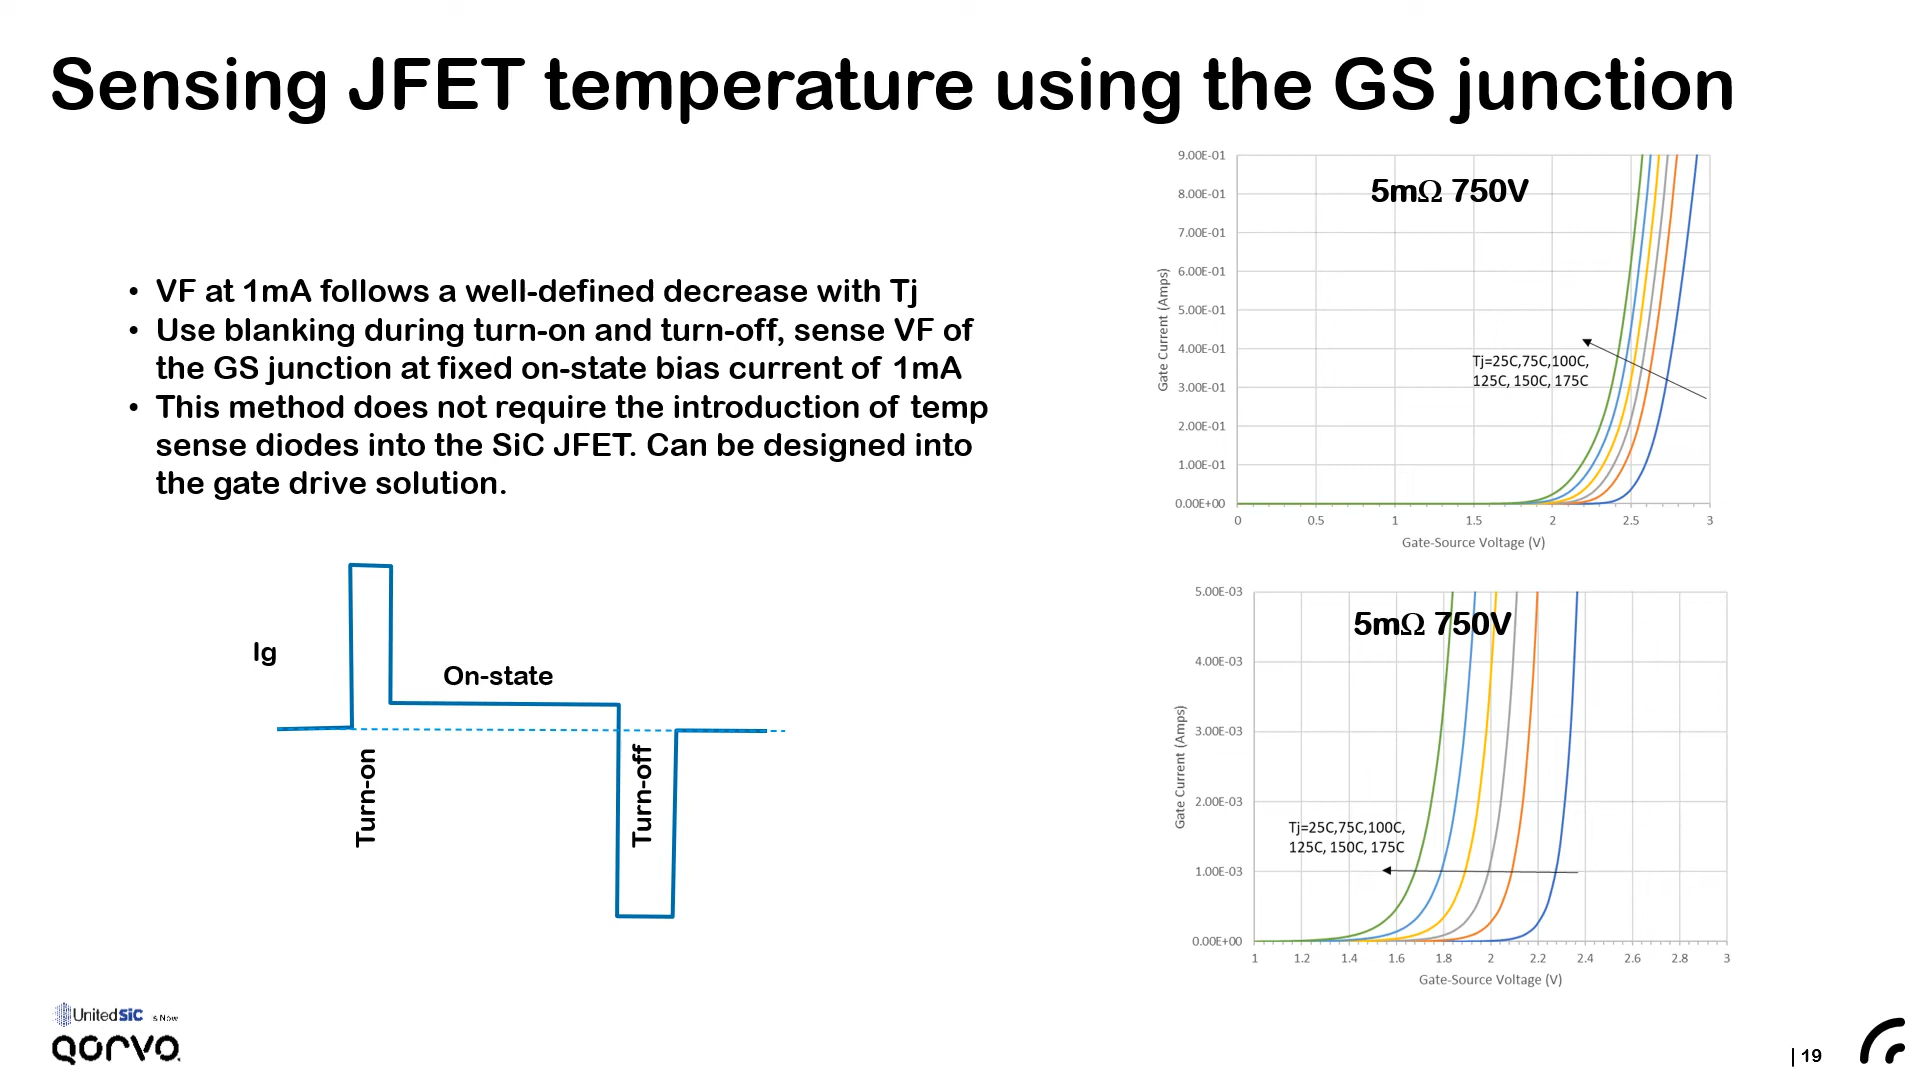 Sensing JFET temperature using the GS junction
• VF at 1mA follows a well-defined decrease with Tj
• Use blanking during turn-on and turn-off, sense VF of
the GS junction at fixed on-state bias current of 1mA
• This method does not require the introduction of temp
sense diodes into the SiC JFET. Can be designed into
the gate drive solution.
Ig
On-state
Turn-on
Turn-off
5mΩ 750V
9.00E-01
8.00E-01
7.00E-01
6.00E-01
5.00E-01
4.00E-01
3.00E-01
2.00E-01
1.00E-01
0.00E+00
Gate Current (Amps)
Tj=25C,75C,100C,
125C, 150C, 175C
0 0.5 1 1.5 2 2.5 3
Gate-Source Voltage (V)
5mΩ 750V
5.00E-03
4.00E-03
3.00E-03
2.00E-03
1.00E-03
0.00E+00
Gate Current (Amps)
Tj=25C,75C,100C,
125C, 150C, 175C
1 1.2 1.4 1.6 1.8 2 2.2 2.4 2.6 2.8 3
Gate-Source Voltage (V)
UnitedSiC is Now
QORVO
| 19